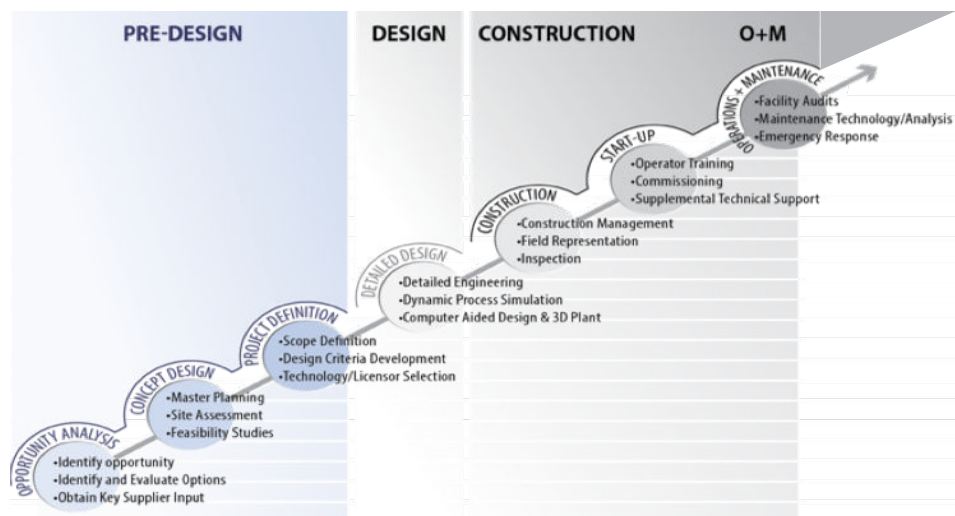 PRE-DESIGN
DESIGN
CONSTRUCTION
O+M
OPPORTUNITY ANALYSIS
•Identify opportunity
•Identify and Evaluate Options
•Obtain Key Supplier Input
CONCEPT DESIGN
•Master Planning
•Site Assessment
•Feasibility Studies
PROJECT DEFINITION
•Scope Definition
•Design Criteria Development
•Technology/Licensor Selection
DETAILED DESIGN
•Detailed Engineering
•Dynamic Process Simulation
•Computer Aided Design & 3D Plant
CONSTRUCTION
•Construction Management
•Field Representation
•Inspection
START-UP
•Operator Training
•Commissioning
•Supplemental Technical Support
OPERATIONS + MAINTENANCE
•Facility Audits
•Maintenance Technology/Analysis
•Emergency Response